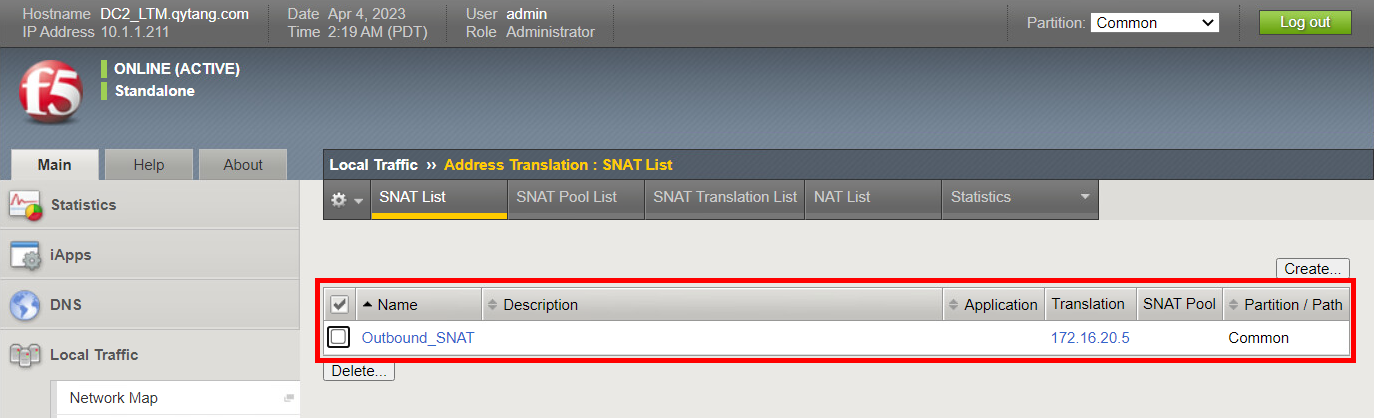 Hostname DC2_LTM.qytang.com Date Apr 4, 2023 User admin
IP Address 10.1.1.211 Time 2:19 AM (PDT) Role Administrator
Partition: Common Log out
f5
ONLINE (ACTIVE)
Standalone
Main Help About
Local Traffic ›› Address Translation : SNAT List
SNAT List SNAT Pool List SNAT Translation List NAT List Statistics
Statistics
iApps
DNS
Local Traffic
Network Map
Create...
Name Description Application Translation SNAT Pool Partition / Path
Outbound_SNAT 172.16.20.5 Common
Delete...